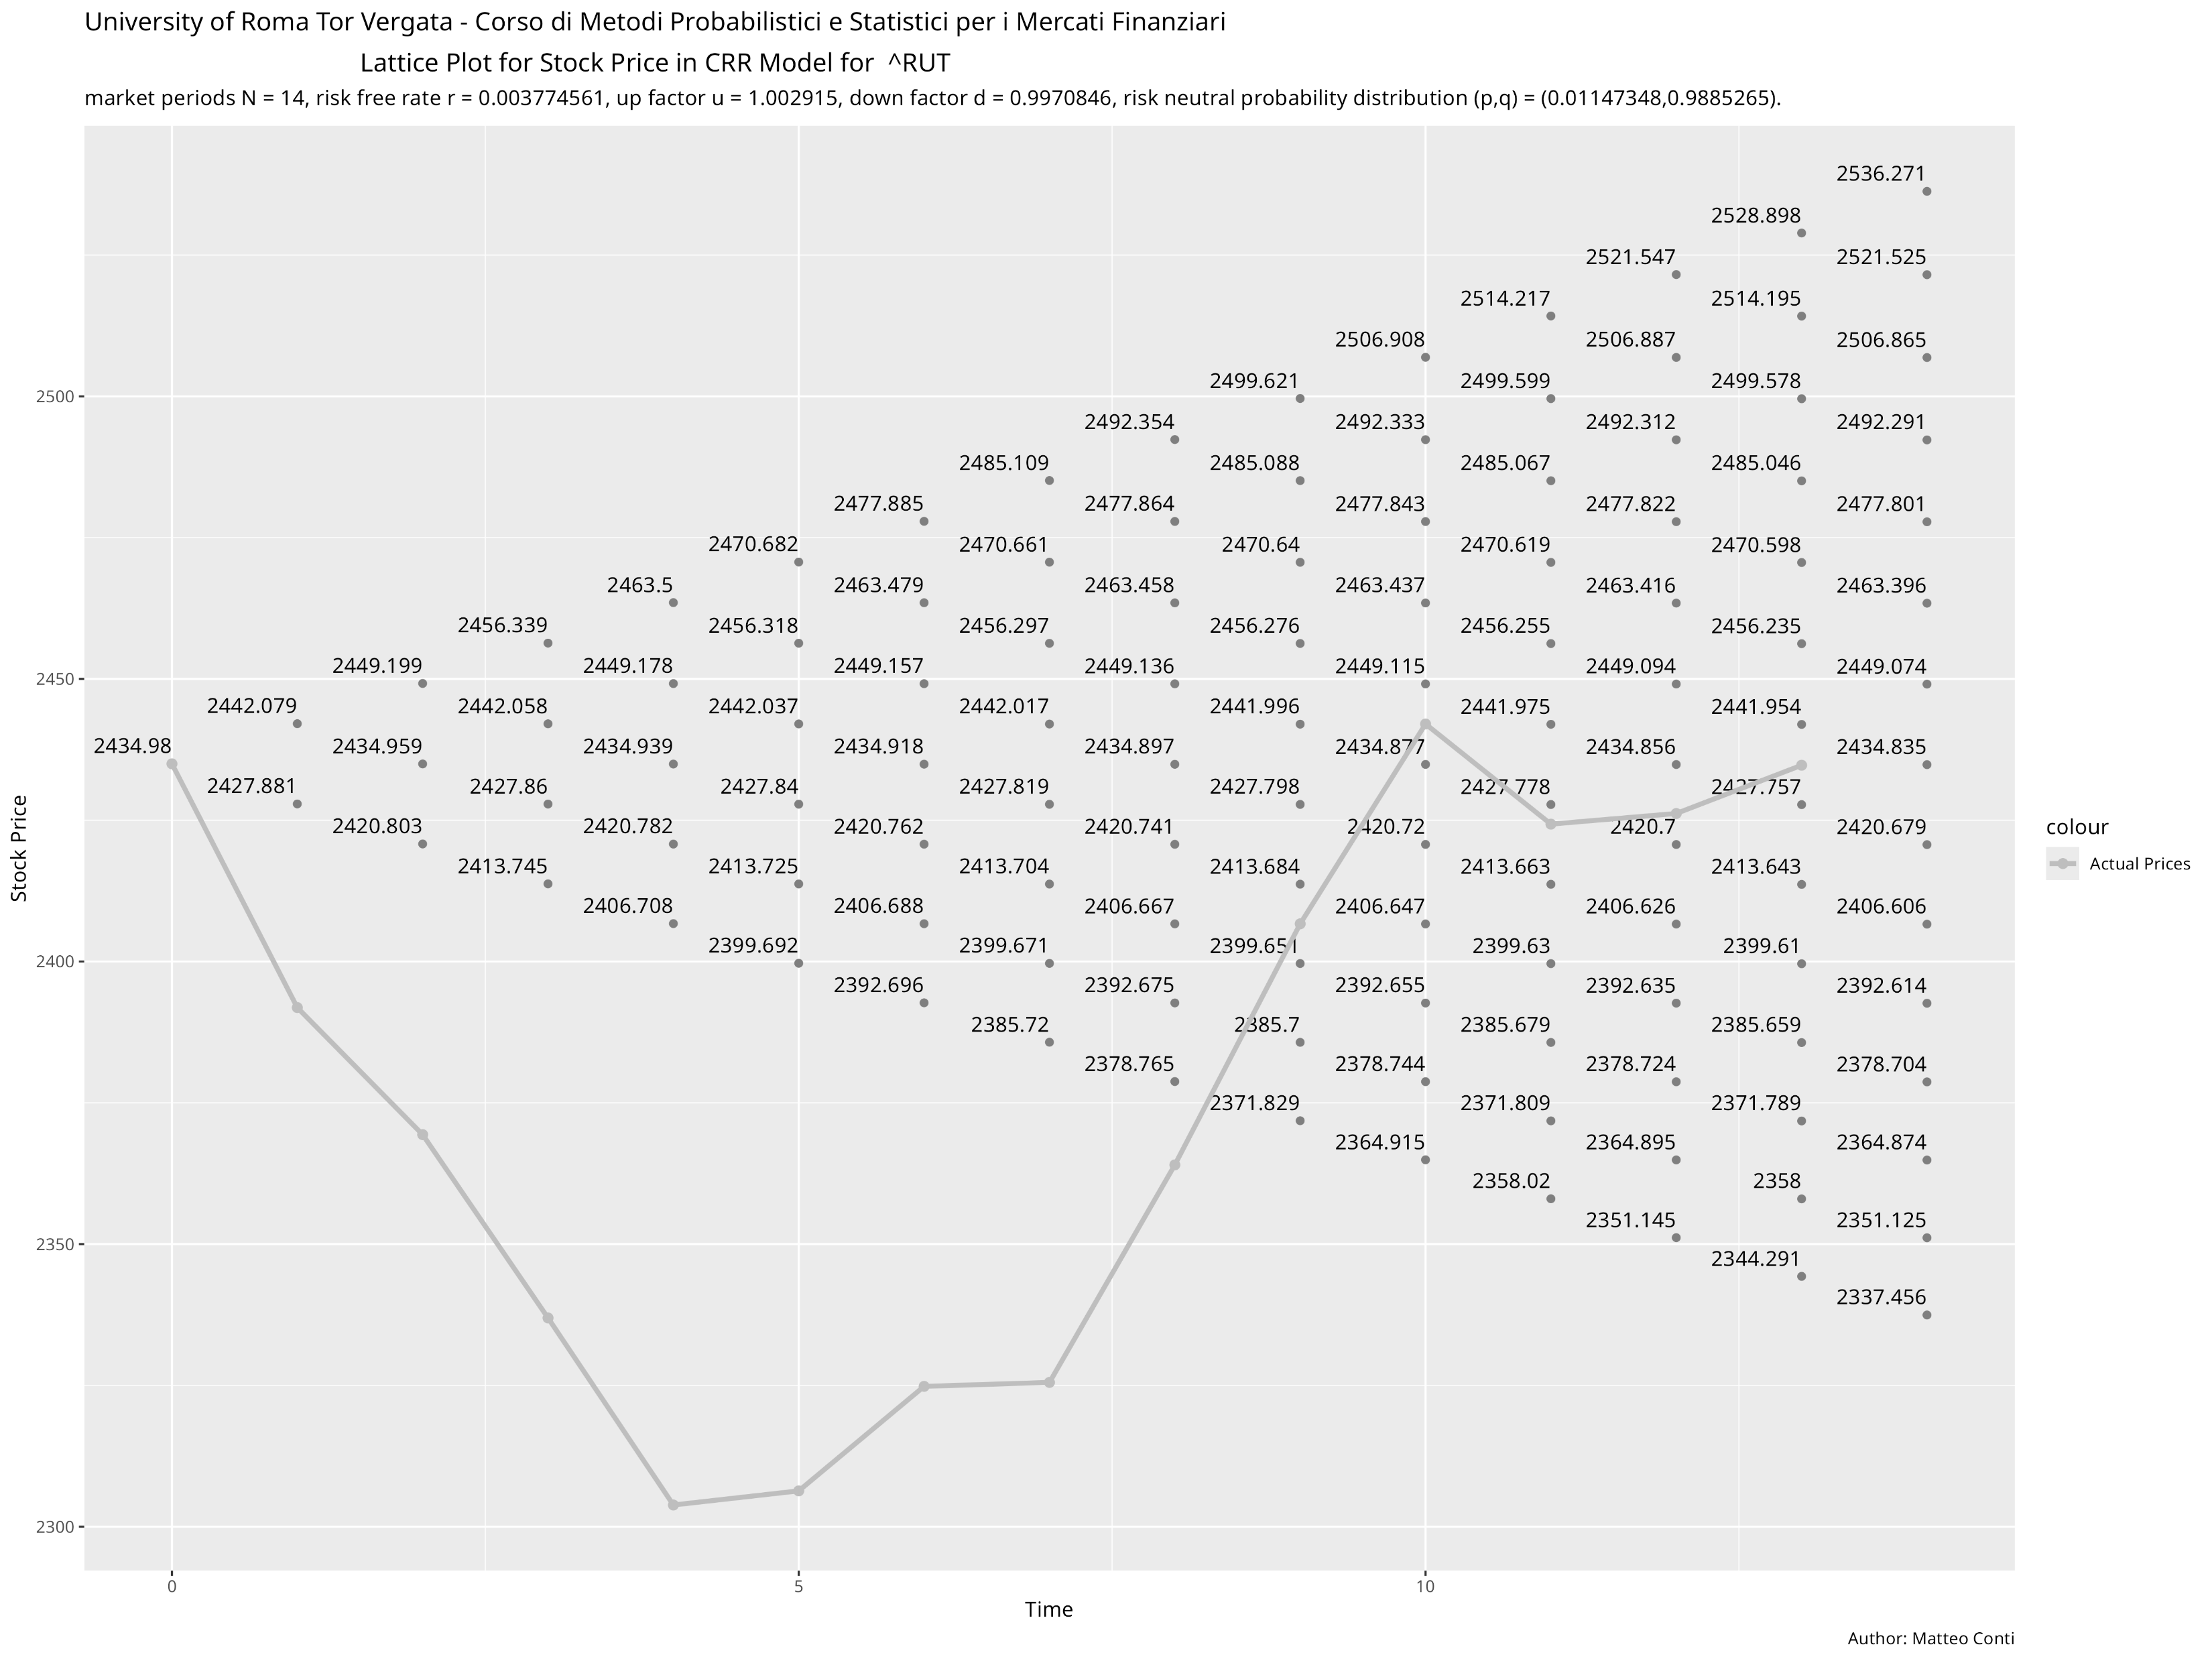 University of Roma Tor Vergata - Corso di Metodi Probabilistici e Statistici per i Mercati Finanziari
Lattice Plot for Stock Price in CRR Model for ^RUT
market periods N = 14, risk free rate r = 0.003774561, up factor u = 1.002915, down factor d = 0.9970846, risk neutral probability distribution (p,q) = (0.01147348,0.9885265).
2536.271
2528.898
2521.547 2521.525
2514.217 2514.195
2506.908 2506.887 2506.865
2499.621 2499.599 2499.578
2500
2492.354 2492.333 2492.312 2492.291
2485.109 2485.088 2485.067 2485.046
2477.885 2477.864 2477.843 2477.822 2477.801
2470.682 2470.661 2470.64 2470.619 2470.598
2463.5 2463.479 2463.458 2463.437 2463.416 2463.396
2456.339 2456.318 2456.297 2456.276 2456.255 2456.235
2449.199 2449.178 2449.157 2449.136 2449.115 2449.094 2449.074
2450
2442.079 2442.058 2442.037 2442.017 2441.996 2441.975 2441.954
2434.98 2434.959 2434.939 2434.918 2434.897 2434.877 2434.856 2434.835
2427.881 2427.86 2427.84 2427.819 2427.798 2427.778 2427.757
2420.803 2420.782 2420.762 2420.741 2420.72 2420.7 2420.679
2413.745 2413.725 2413.704 2413.684 2413.663 2413.643
2406.708 2406.688 2406.667 2406.647 2406.626 2406.606
2399.692 2399.671 2399.651 2399.63 2399.61
2400
2392.696 2392.675 2392.655 2392.635 2392.614
2385.72 2385.7 2385.679 2385.659
2378.765 2378.744 2378.724 2378.704
2371.829 2371.809 2371.789
2364.915 2364.895 2364.874
2358.02 2358
2351.145 2351.125
2350
2344.291
2337.456
2300
Stock Price
colour
Actual Prices
0 5 10
Time
Author: Matteo Conti